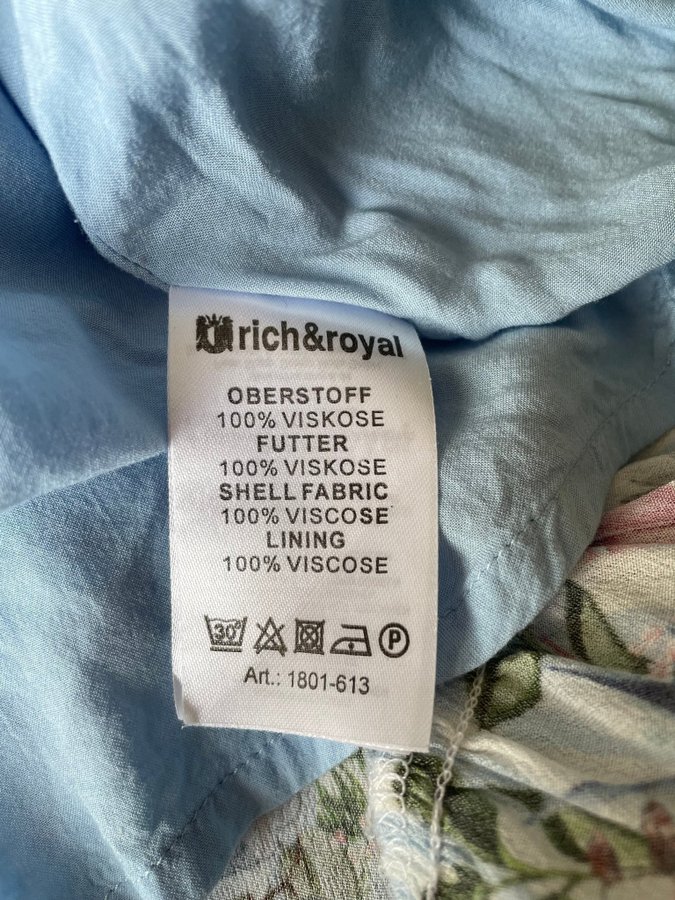 rich&royal
OBERSTOFF
100% VISKOSE
FUTTER
100% VISKOSE
SHELL FABRIC
100% VISCOSE
LINING
100% VISCOSE
30° P
Art.: 1801-613